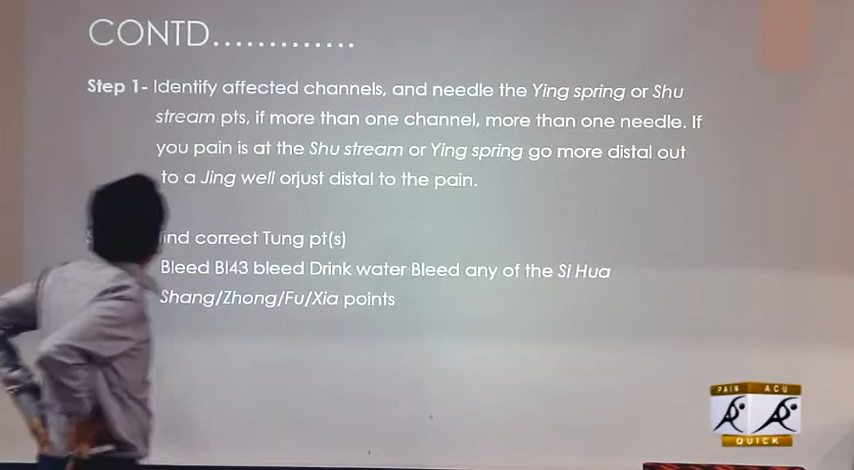 CONTD.............
Step 1- Identify affected channels, and needle the Ying spring or Shu
stream pts, if more than one channel, more than one needle. If
you pain is at the Shu stream or Ying spring go more distal out
to a Jing well orjust distal to the pain.
ind correct Tung pt(s)
Bleed Bl43 bleed Drink water Bleed any of the Si Hua
Shang/Zhong/Fu/Xia points
PAIN ACU
QUICK